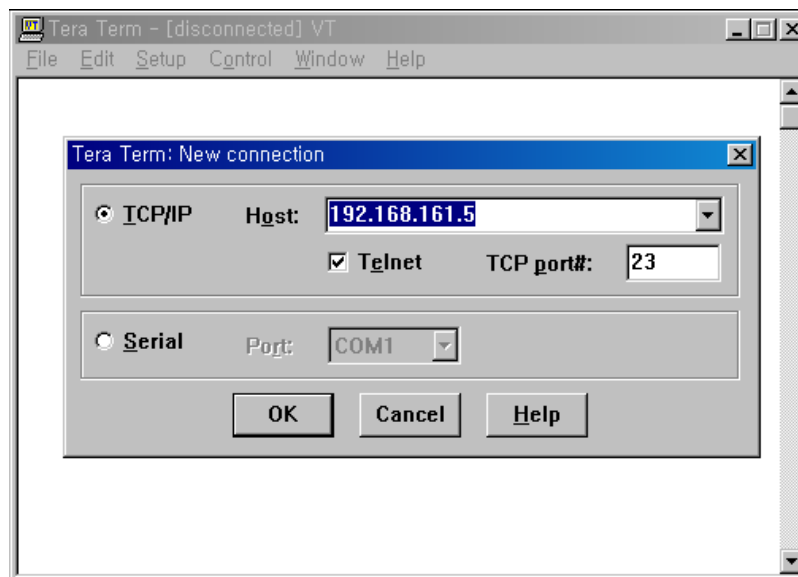 Tera Term - [disconnected] VT
File Edit Setup Control Window Help
Tera Term: New connection
TCP/IP Host: 192.168.161.5
Telnet TCP port#: 23
Serial Port: COM1
OK Cancel Help